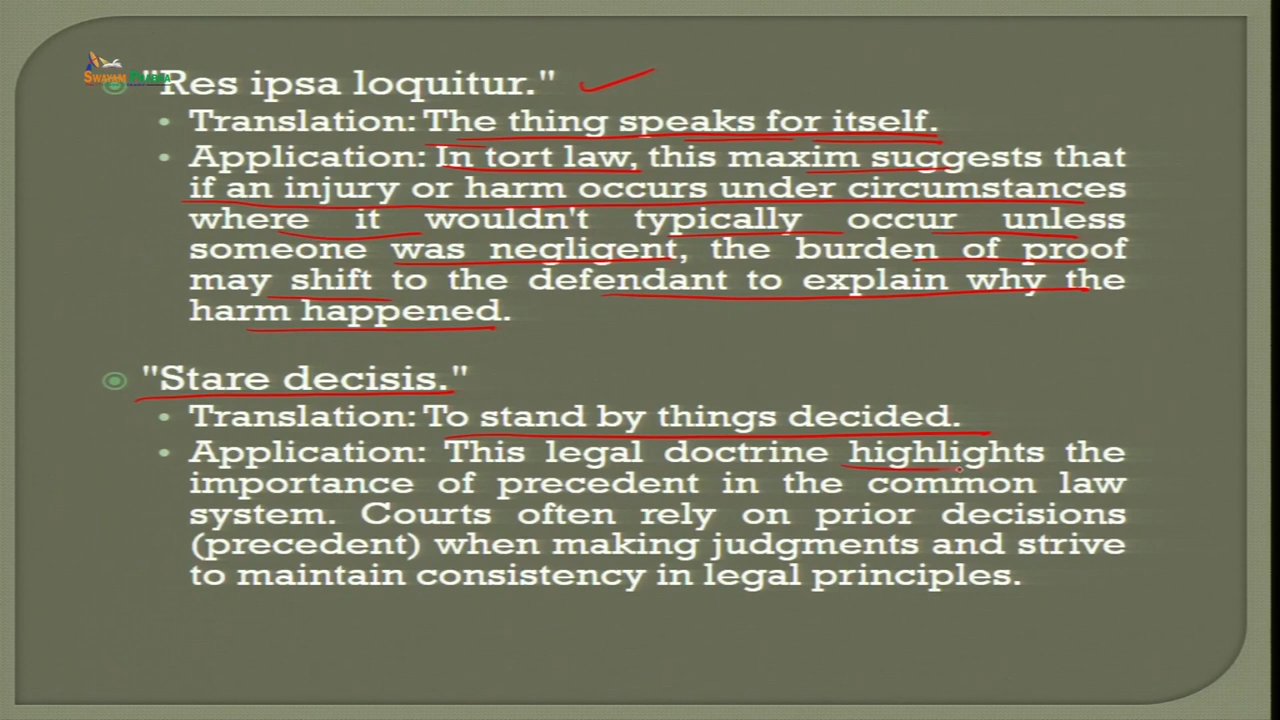 SWAYAM PRABHA
"Res ipsa loquitur."
Translation: The thing speaks for itself.
Application: In tort law, this maxim suggests that
if an injury or harm occurs under circumstances
where it wouldn't typically occur unless
someone was negligent, the burden of proof
may shift to the defendant to explain why the
harm happened.
"Stare decisis."
Translation: To stand by things decided.
Application: This legal doctrine highlights the
importance of precedent in the common law
system. Courts often rely on prior decisions
(precedent) when making judgments and strive
to maintain consistency in legal principles.